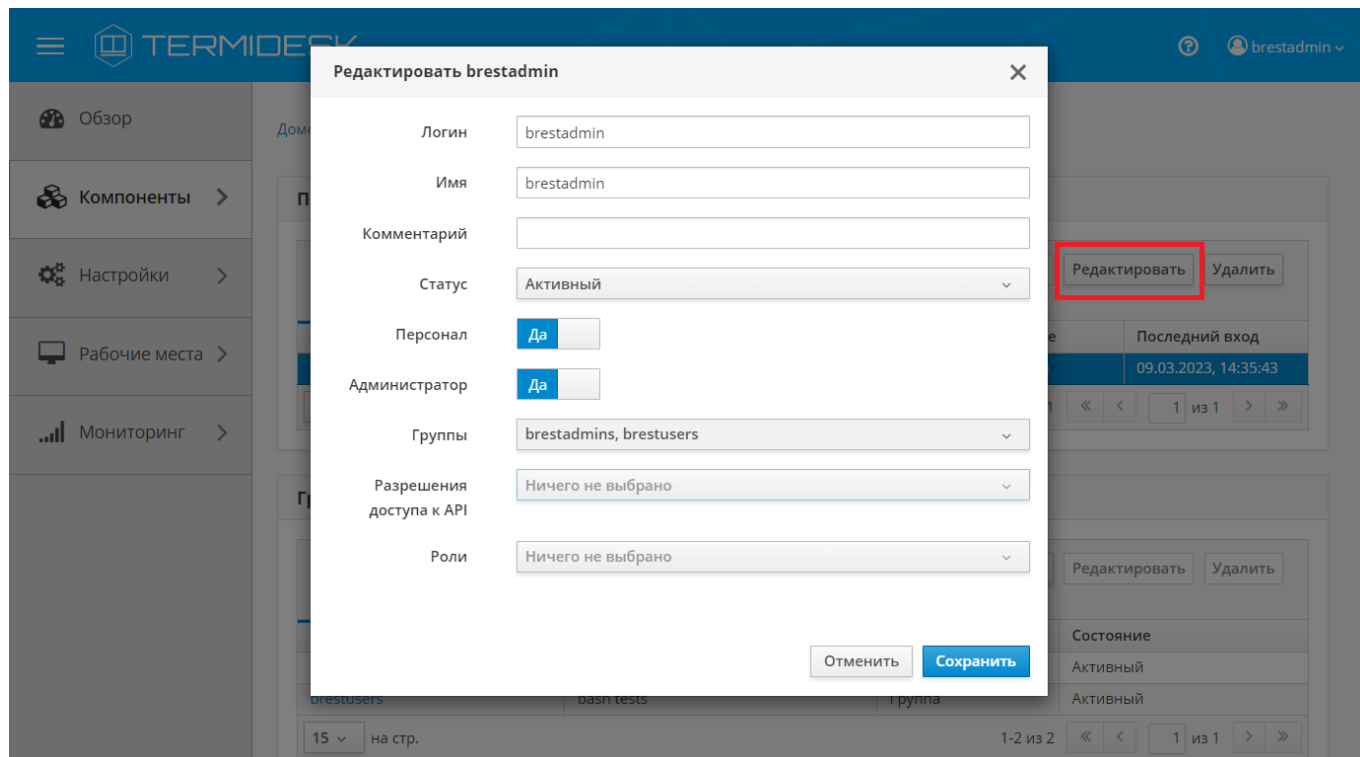 TERMIDESK
brestadmin
Редактировать brestadmin
Обзор
Компоненты
Настройки
Рабочие места
Мониторинг
Логин
brestadmin
Имя
brestadmin
Комментарий
Статус
Активный
Персонал
Да
Администратор
Да
Группы
brestadmins, brestusers
Разрешения
доступа к API
Ничего не выбрано
Роли
Ничего не выбрано
Отменить
Сохранить
Редактировать
Удалить
Последний вход
09.03.2023, 14:35:43
1 из 1
Редактировать
Удалить
Состояние
Активный
brestusers
bash tests
Группа
Активный
15
на стр.
1-2 из 2
1 из 1